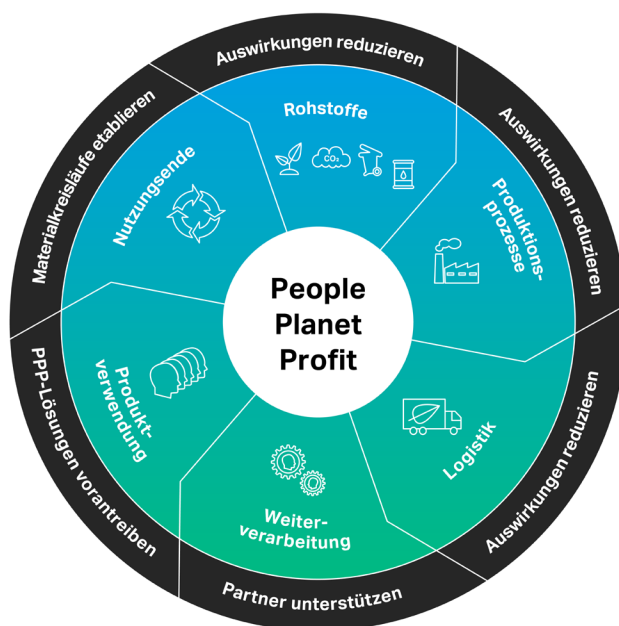 Auswirkungen reduzieren
Rohstoffe
CO₂
Auswirkungen reduzieren
Produktions-
prozesse
Auswirkungen reduzieren
Logistik
Partner unterstützen
Weiter-
verarbeitung
PPP-Lösungen vorantreiben
Produkt-
verwendung
Materialkreisläufe etablieren
Nutzungsende
People
Planet
Profit